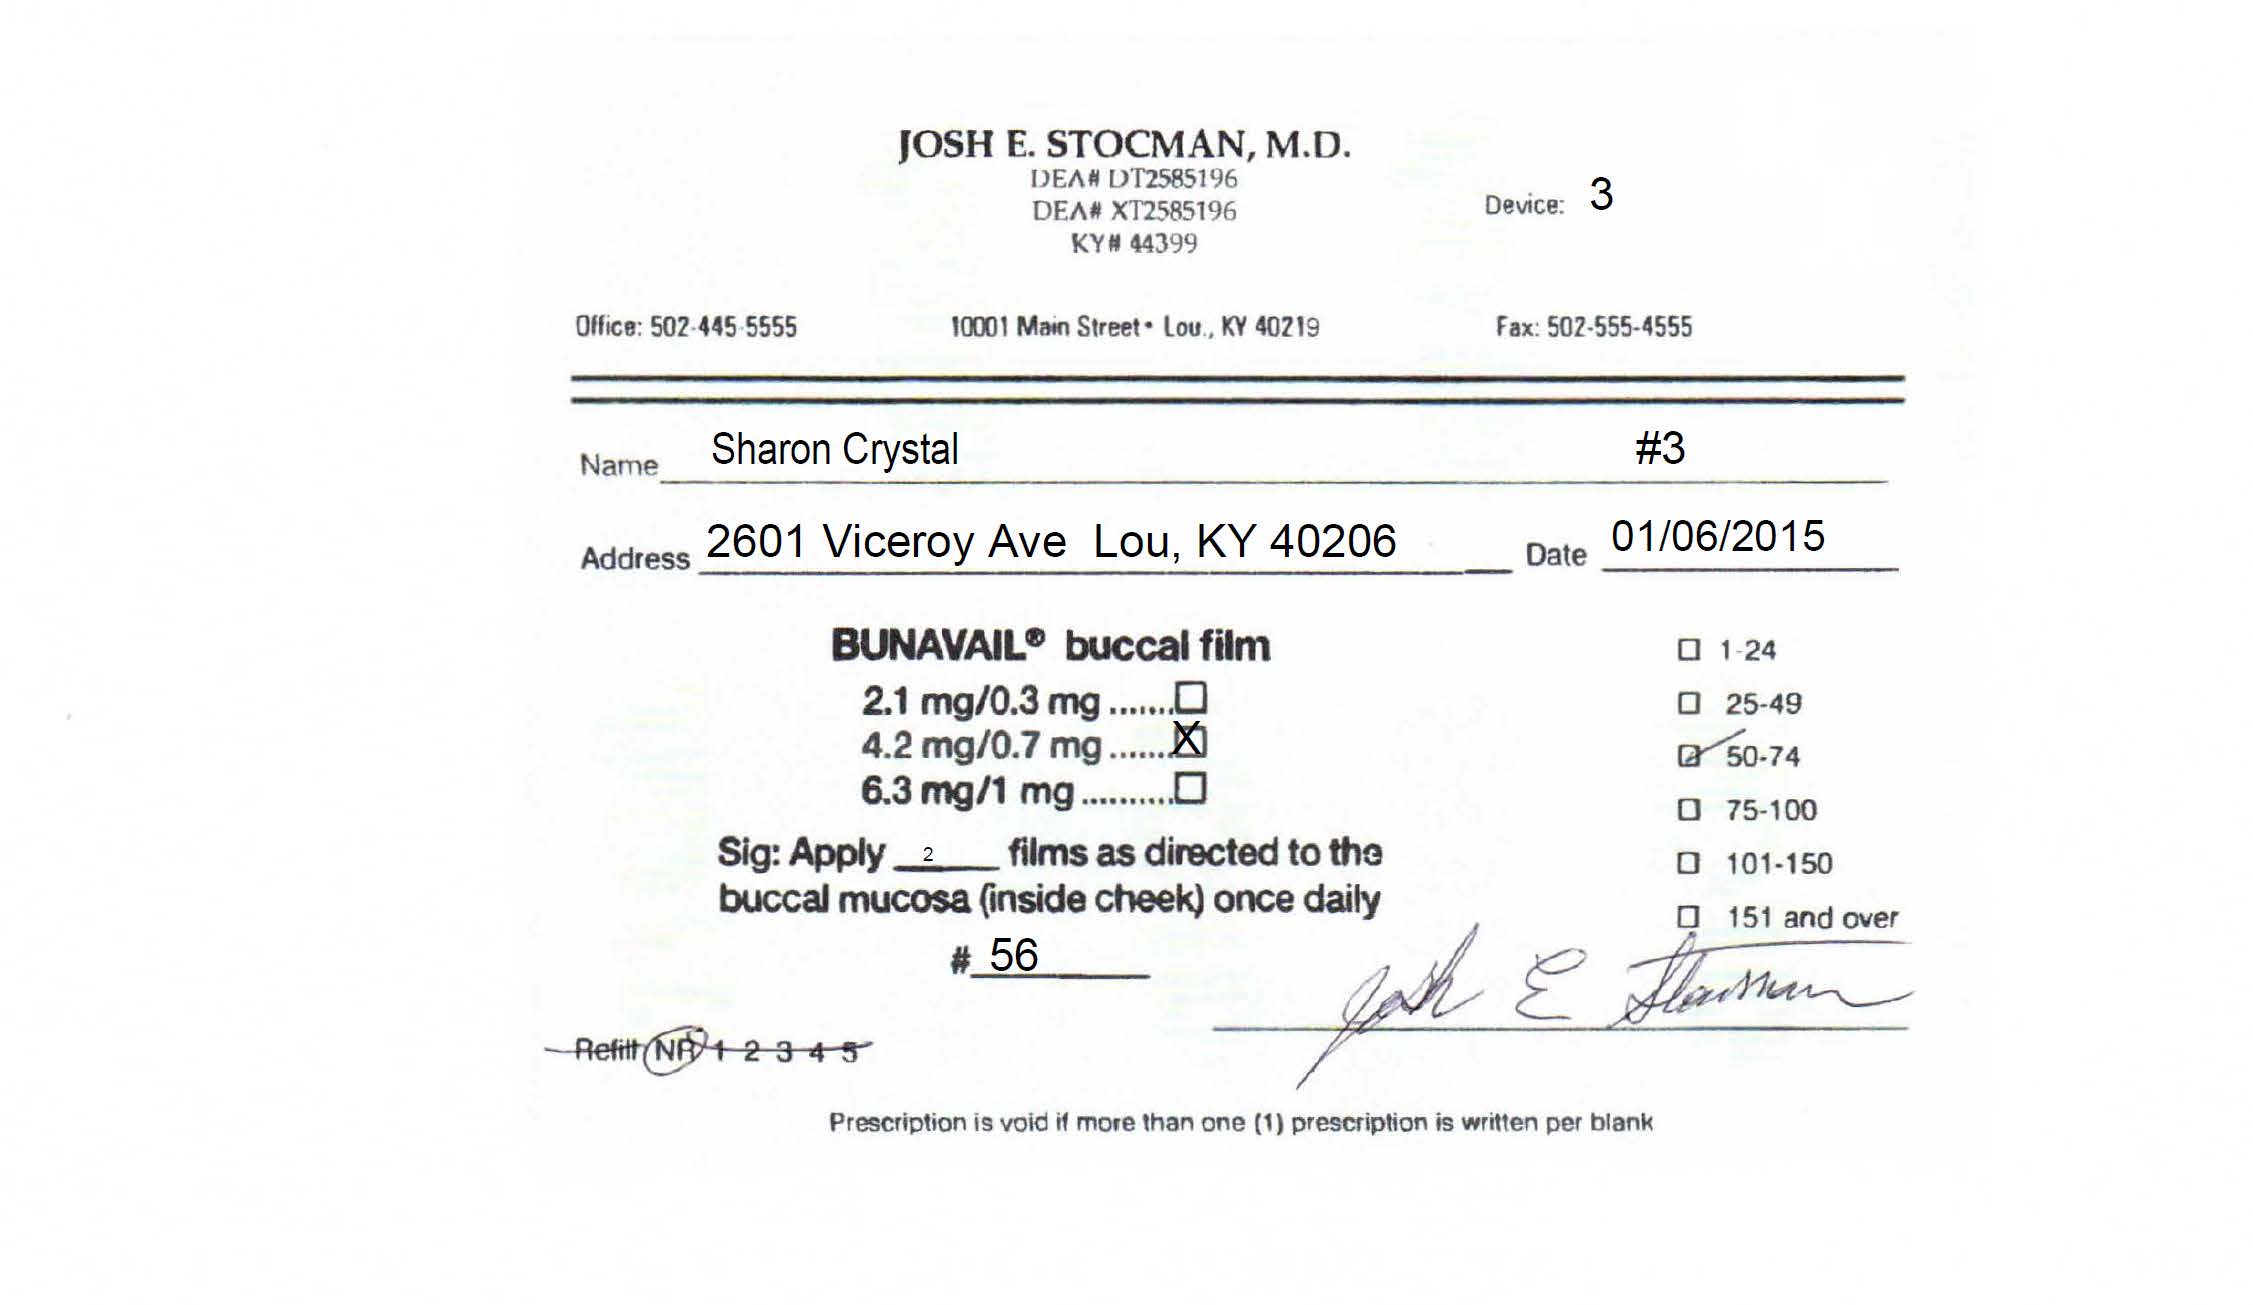 JOSH E. STOCMAN, M.D.
DEA# DT2585196
DEA# XT2585196
KY# 44399
Device: 3
Office: 502-445-5555 10001 Main Street • Lou., KY 40219 Fax: 502-555-4555
Name Sharon Crystal #3
Address 2601 Viceroy Ave Lou, KY 40206 Date 01/06/2015
BUNAVAIL® buccal film
2.1 mg/0.3 mg .......☐
4.2 mg/0.7 mg .......X
6.3 mg/1 mg ..........☐
Sig: Apply 2 films as directed to the
buccal mucosa (inside cheek) once daily
# 56
☐ 1-24
☐ 25-49
☑ 50-74
☐ 75-100
☐ 101-150
☐ 151 and over
Josh E Stocman
Refill NR 1 2 3 4 5
Prescription is void if more than one (1) prescription is written per blank